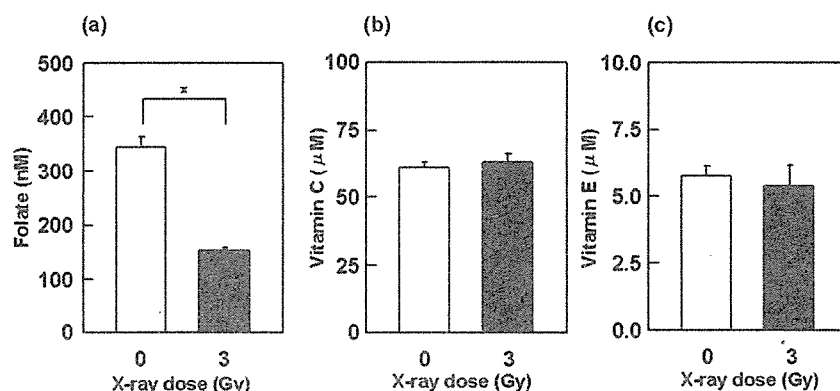 (a)
500
400
300
200
100
0
Folate (nM)
*
0 3
X-ray dose (Gy)
(b)
100
75
50
25
0
Vitamin C (μM)
0 3
X-ray dose (Gy)
(c)
10.0
7.5
5.0
2.5
0.0
Vitamin E (μM)
0 3
X-ray dose (Gy)